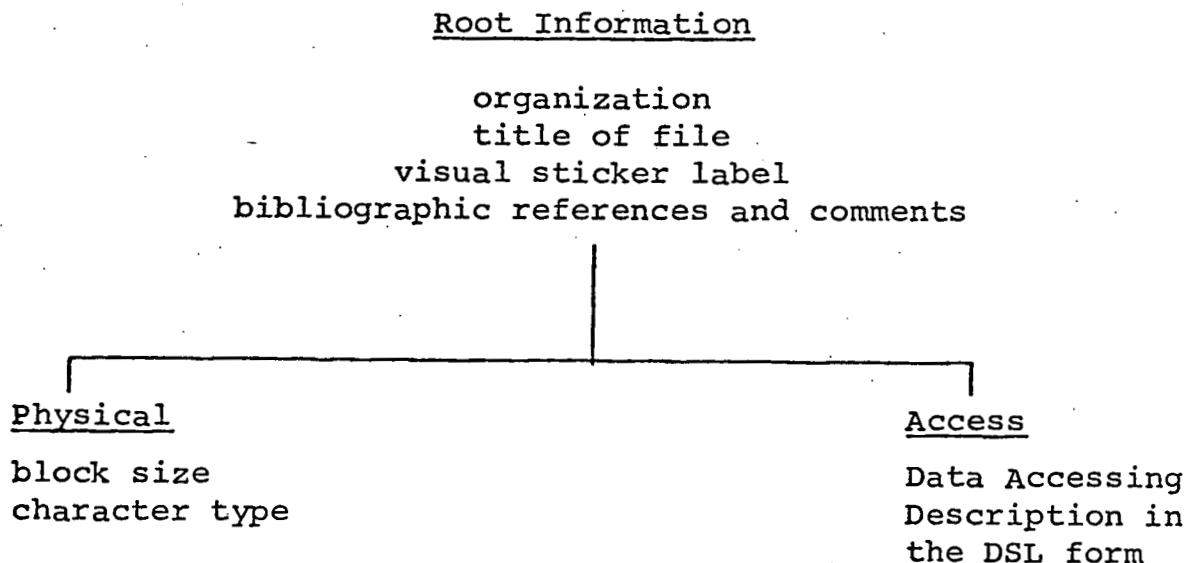 Root Information
organization
title of file
visual sticker label
bibliographic references and comments
Physical
block size
character type
Access
Data Accessing
Description in
the DSL form